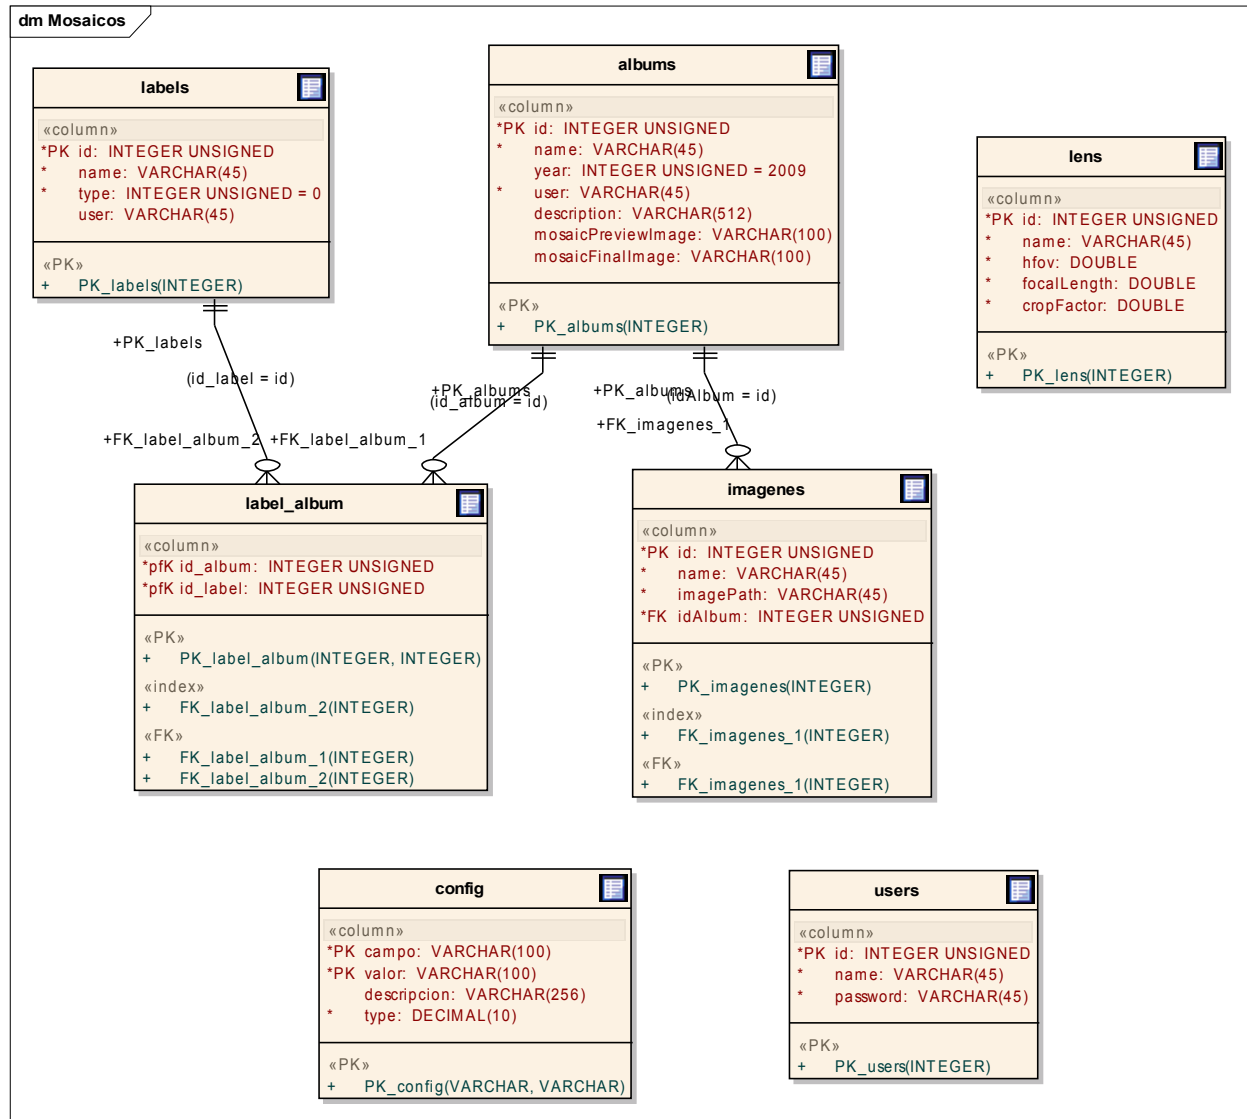 dm Mosaicos
labels
«column»
*PK id: INTEGER UNSIGNED
* name: VARCHAR(45)
* type: INTEGER UNSIGNED = 0
user: VARCHAR(45)
«PK»
+ PK_labels(INTEGER)
albums
«column»
*PK id: INTEGER UNSIGNED
* name: VARCHAR(45)
year: INTEGER UNSIGNED = 2009
* user: VARCHAR(45)
description: VARCHAR(512)
mosaicPreviewImage: VARCHAR(100)
mosaicFinalImage: VARCHAR(100)
«PK»
+ PK_albums(INTEGER)
lens
«column»
*PK id: INTEGER UNSIGNED
* name: VARCHAR(45)
* hfov: DOUBLE
* focalLength: DOUBLE
* cropFactor: DOUBLE
«PK»
+ PK_lens(INTEGER)
+PK_labels
(id_label = id)
+FK_label_album_2
+PK_albums
(id_album = id)
+FK_label_album_1
+PK_albums
(idAlbum = id)
+FK_imagenes_1
label_album
«column»
*pfK id_album: INTEGER UNSIGNED
*pfK id_label: INTEGER UNSIGNED
«PK»
+ PK_label_album(INTEGER, INTEGER)
«index»
+ FK_label_album_2(INTEGER)
«FK»
+ FK_label_album_1(INTEGER)
+ FK_label_album_2(INTEGER)
imagenes
«column»
*PK id: INTEGER UNSIGNED
* name: VARCHAR(45)
* imagePath: VARCHAR(45)
*FK idAlbum: INTEGER UNSIGNED
«PK»
+ PK_imagenes(INTEGER)
«index»
+ FK_imagenes_1(INTEGER)
«FK»
+ FK_imagenes_1(INTEGER)
config
«column»
*PK campo: VARCHAR(100)
*PK valor: VARCHAR(100)
descripcion: VARCHAR(256)
* type: DECIMAL(10)
«PK»
+ PK_config(VARCHAR, VARCHAR)
users
«column»
*PK id: INTEGER UNSIGNED
* name: VARCHAR(45)
* password: VARCHAR(45)
«PK»
+ PK_users(INTEGER)